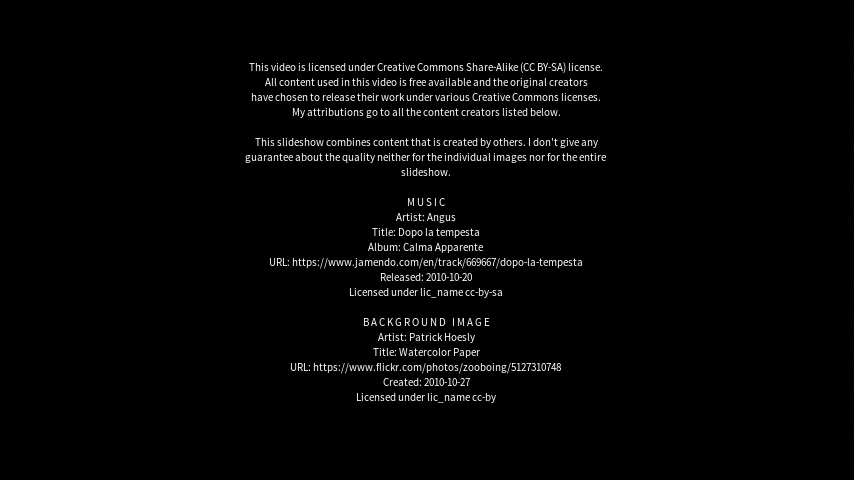 This video is licensed under Creative Commons Share-Alike (CC BY-SA) license.
All content used in this video is free available and the original creators
have chosen to release their work under various Creative Commons licenses.
My attributions go to all the content creators listed below.
This slideshow combines content that is created by others. I don't give any
guarantee about the quality neither for the individual images nor for the entire
slideshow.
MUSIC
Artist: Angus
Title: Dopo la tempesta
Album: Calma Apparente
URL: https://www.jamendo.com/en/track/669667/dopo-la-tempesta
Released: 2010-10-20
Licensed under lic_name cc-by-sa
BACKGROUND IMAGE
Artist: Patrick Hoesly
Title: Watercolor Paper
URL: https://www.flickr.com/photos/zooboing/5127310748
Created: 2010-10-27
Licensed under lic_name cc-by